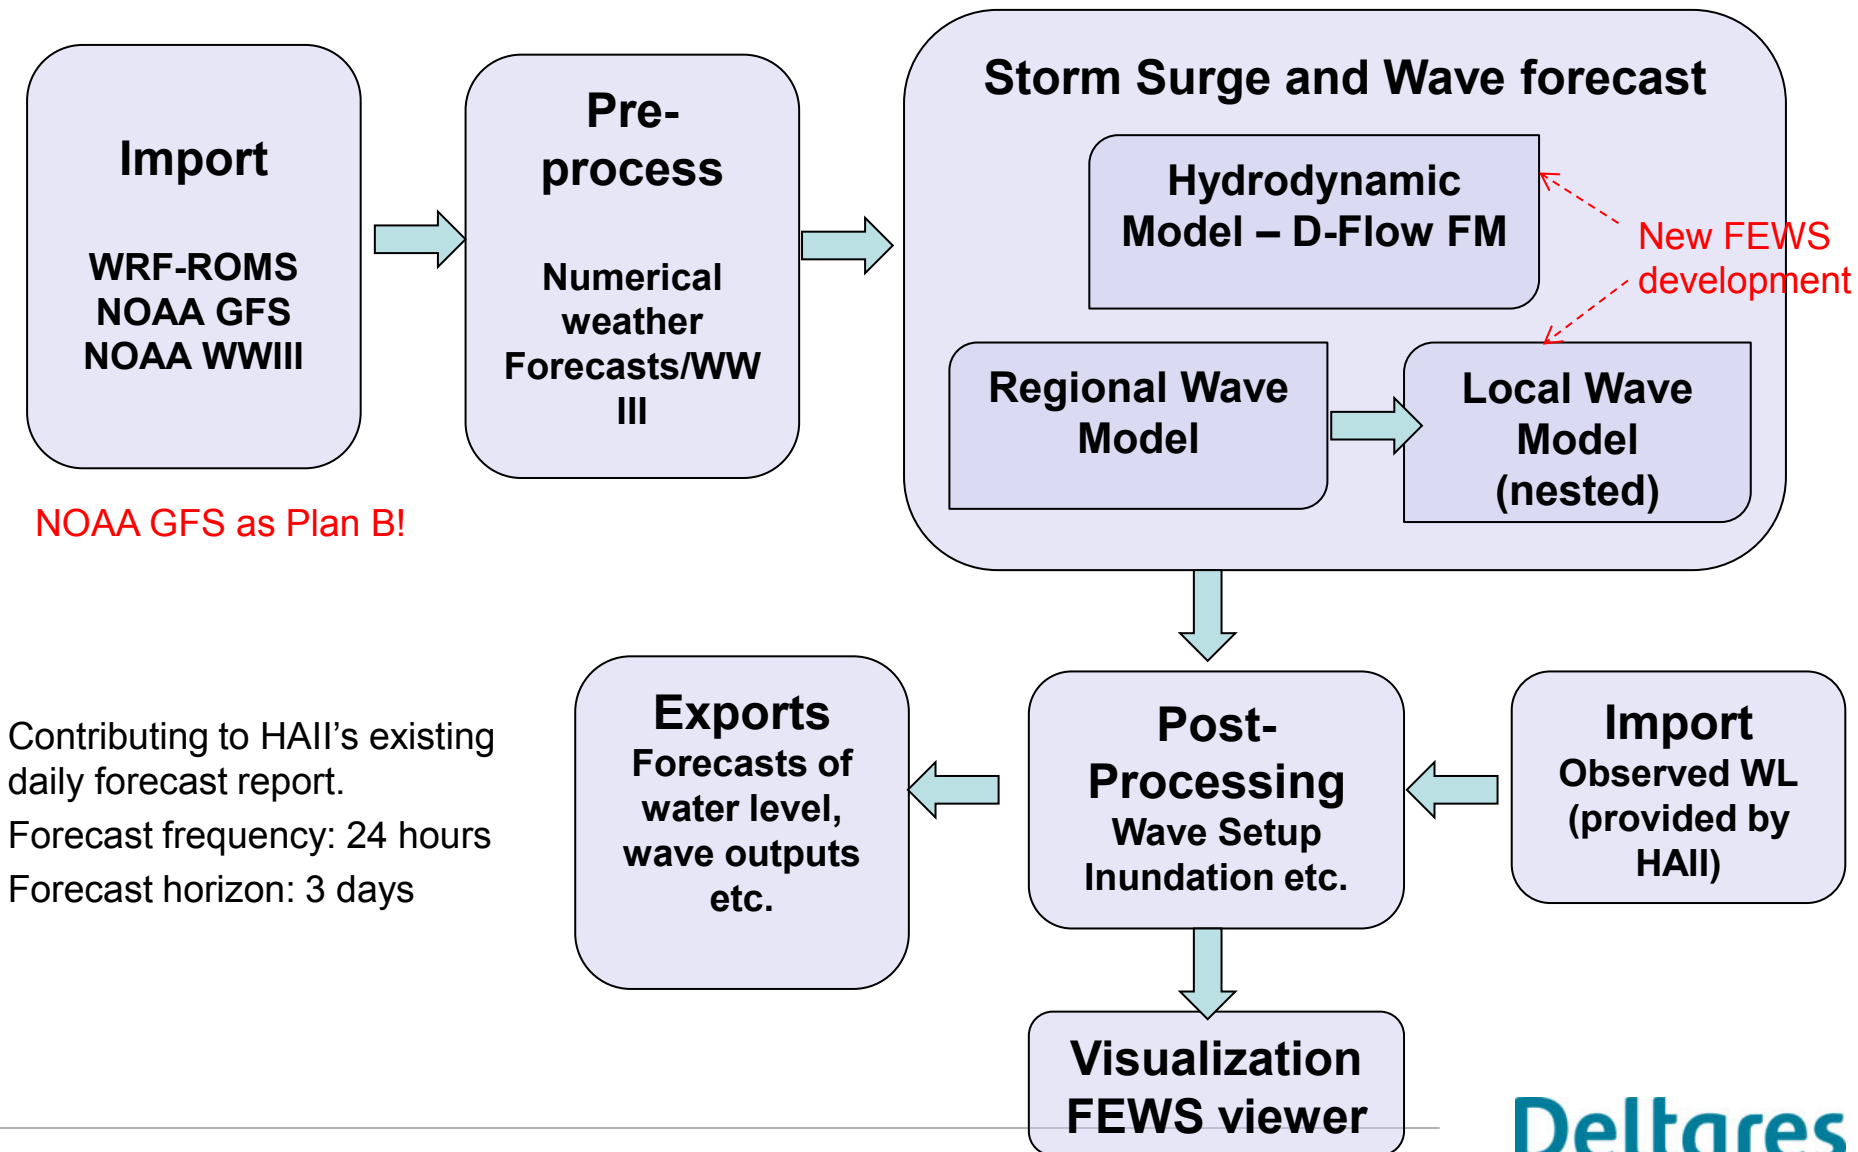 Import
WRF-ROMS
NOAA GFS
NOAA WWIII
NOAA GFS as Plan B!
Pre-
process
Numerical
weather
Forecasts/WW
III
Storm Surge and Wave forecast
Hydrodynamic
Model – D-Flow FM
New FEWS
development
Regional Wave
Model
Local Wave
Model
(nested)
Contributing to HAII’s existing
daily forecast report.
Forecast frequency: 24 hours
Forecast horizon: 3 days
Exports
Forecasts of
water level,
wave outputs
etc.
Post-
Processing
Wave Setup
Inundation etc.
Import
Observed WL
(provided by
HAII)
Visualization
FEWS viewer
Deltares